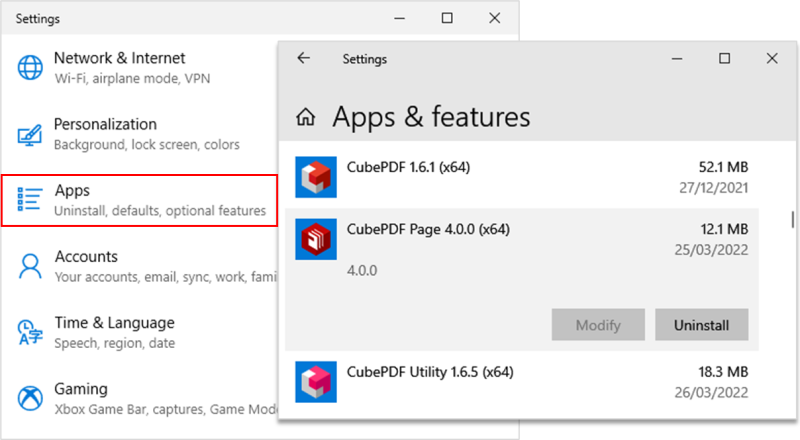 Settings
Network & Internet
Wi-Fi, airplane mode, VPN
Personalization
Background, lock screen, colors
Apps
Uninstall, defaults, optional features
Accounts
Your accounts, email, sync, work, fami
Time & Language
Speech, region, date
Gaming
Xbox Game Bar, captures, Game Mod
Settings
Apps & features
CubePDF 1.6.1 (x64) 52.1 MB
27/12/2021
CubePDF Page 4.0.0 (x64) 12.1 MB
25/03/2022
4.0.0
Modify Uninstall
CubePDF Utility 1.6.5 (x64) 18.3 MB
26/03/2022